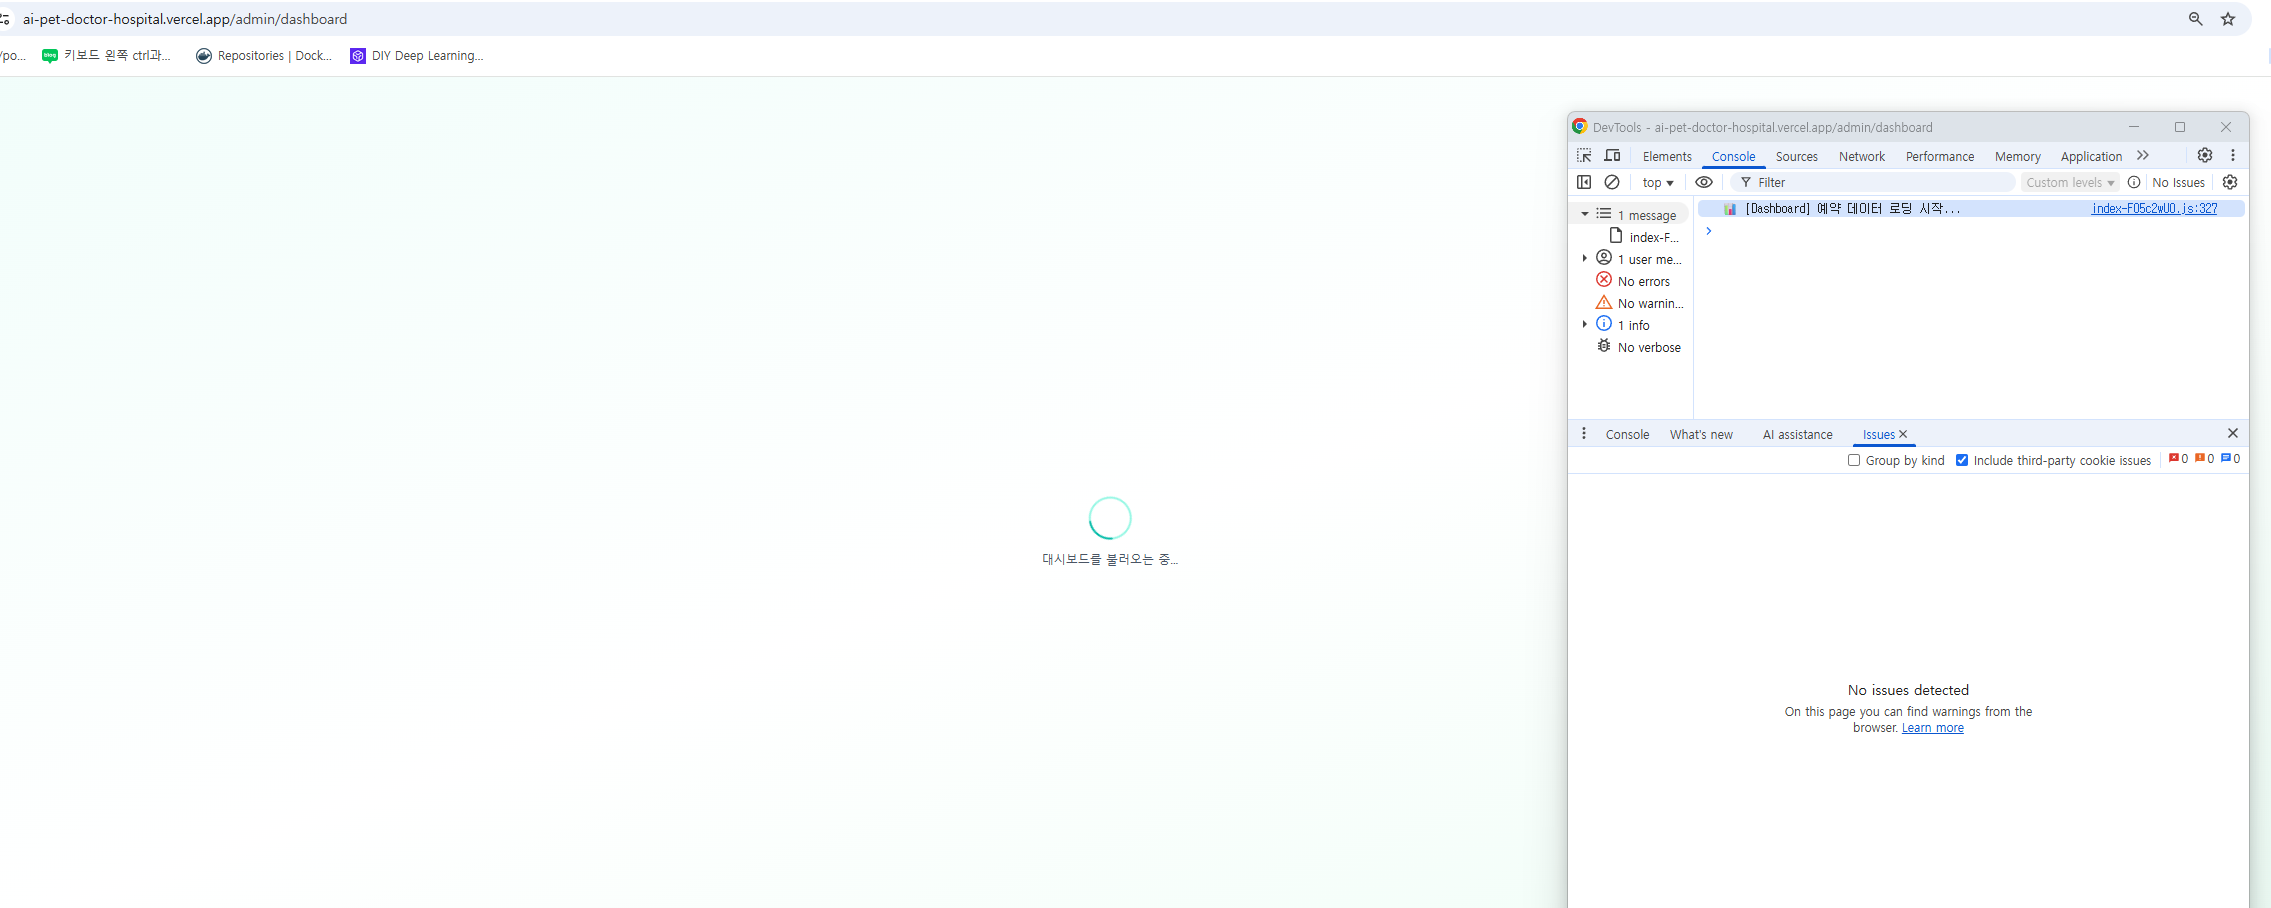 ai-pet-doctor-hospital.vercel.app/admin/dashboard
/po... 키보드 왼쪽 ctrl과... Repositories | Dock... DIY Deep Learning...
DevTools - ai-pet-doctor-hospital.vercel.app/admin/dashboard
Elements Console Sources Network Performance Memory Application
top Filter Custom levels No Issues
1 message
[Dashboard] 예약 데이터 로딩 시작... index-F05c2wU0.js:327
index-F...
1 user me...
No errors
No warnin...
1 info
No verbose
Console What's new AI assistance Issues
Group by kind Include third-party cookie issues 0 0 0
대시보드를 불러오는 중...
No issues detected
On this page you can find warnings from the
browser. Learn more